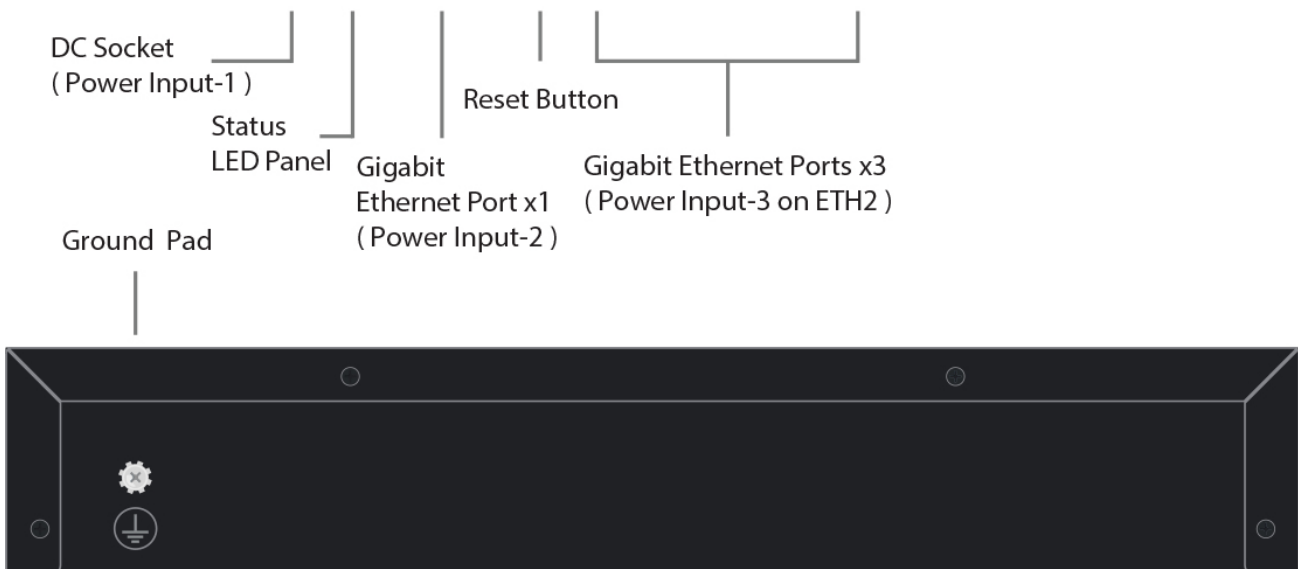 DC Socket
( Power Input-1 )
Reset Button
Status
LED Panel
Gigabit
Ethernet Port x1
( Power Input-2 )
Gigabit Ethernet Ports x3
( Power Input-3 on ETH2 )
Ground Pad